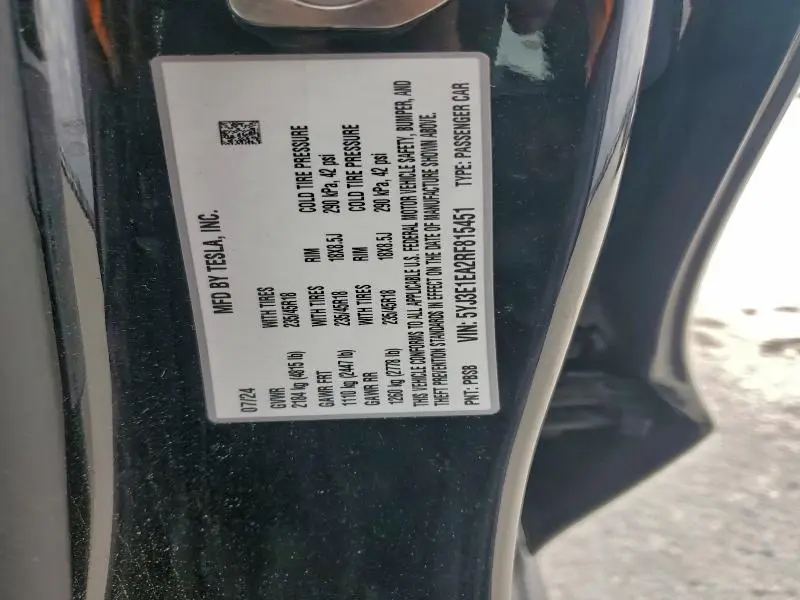 MFD BY TESLA, INC.
07/24
GVWR WITH TIRES RIM COLD TIRE PRESSURE
2184 kg (4815 lb) 235/45R18 18X8.5J 290 kPa, 42 psi
GAWR FRT WITH TIRES RIM COLD TIRE PRESSURE
1110 kg (2447 lb) 235/45R18 18X8.5J 290 kPa, 42 psi
GAWR RR WITH TIRES
1260 kg (2778 lb) 235/45R18
THIS VEHICLE CONFORMS TO ALL APPLICABLE U.S. FEDERAL MOTOR VEHICLE SAFETY, BUMPER, AND
THEFT PREVENTION STANDARDS IN EFFECT ON THE DATE OF MANUFACTURE SHOWN ABOVE.
VIN: 5YJ3E1EA2RF815451 TYPE: PASSENGER CAR
PNT: PBSB